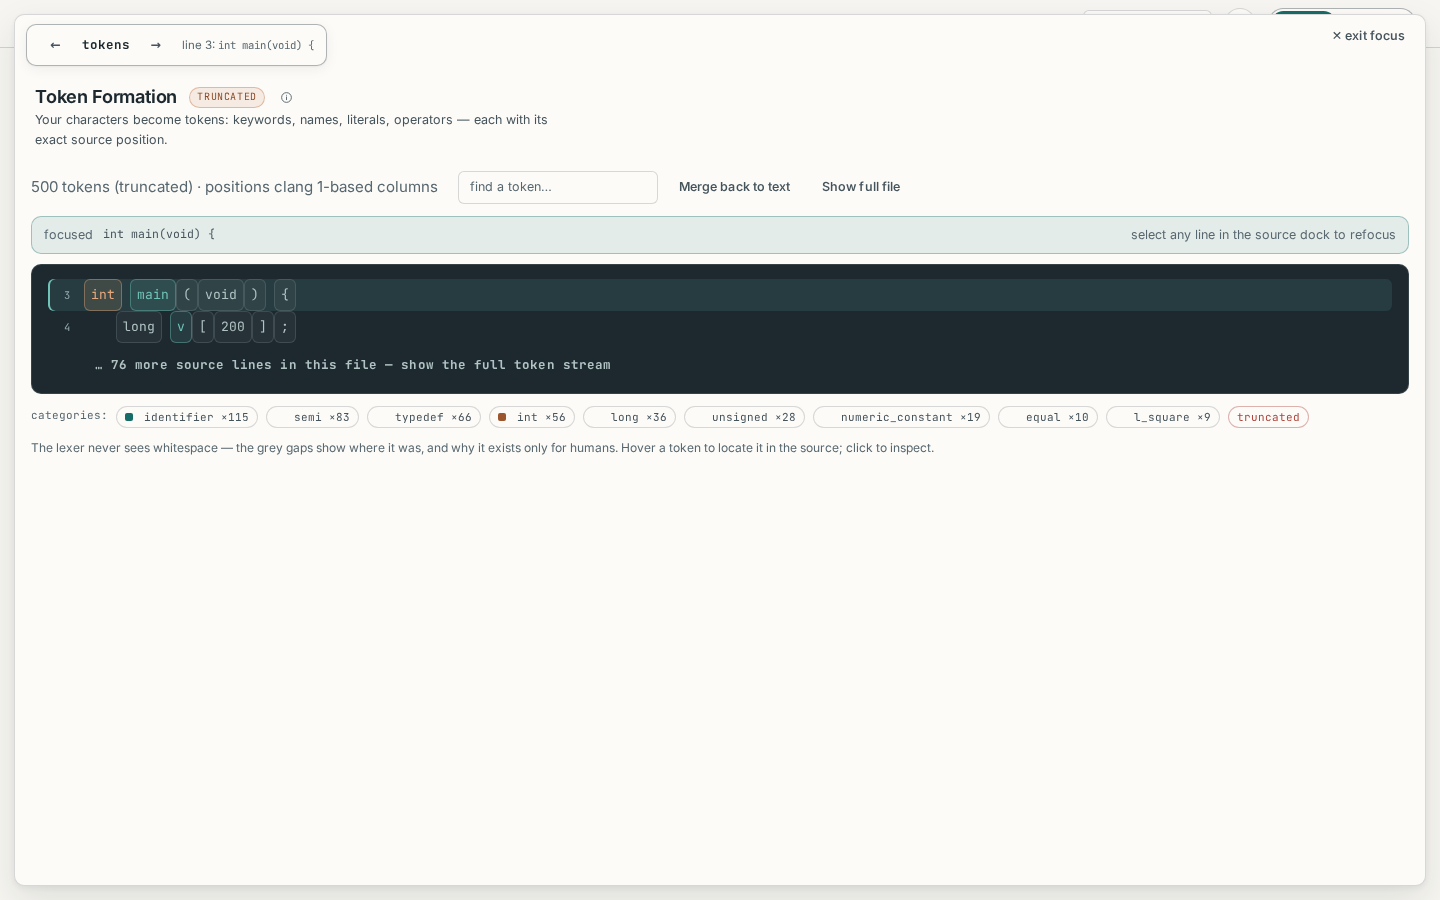 ← tokens → line 3: int main(void) {
✕ exit focus
Token Formation TRUNCATED
Your characters become tokens: keywords, names, literals, operators — each with its
exact source position.
500 tokens (truncated) · positions clang 1-based columns find a token... Merge back to text Show full file
focused int main(void) { select any line in the source dock to refocus
3 int main ( void ) {
4 long v [ 200 ] ;
… 76 more source lines in this file — show the full token stream
categories: identifier ×115 semi ×83 typedef ×66 int ×56 long ×36 unsigned ×28 numeric_constant ×19 equal ×10 l_square ×9 truncated
The lexer never sees whitespace — the grey gaps show where it was, and why it exists only for humans. Hover a token to locate it in the source; click to inspect.